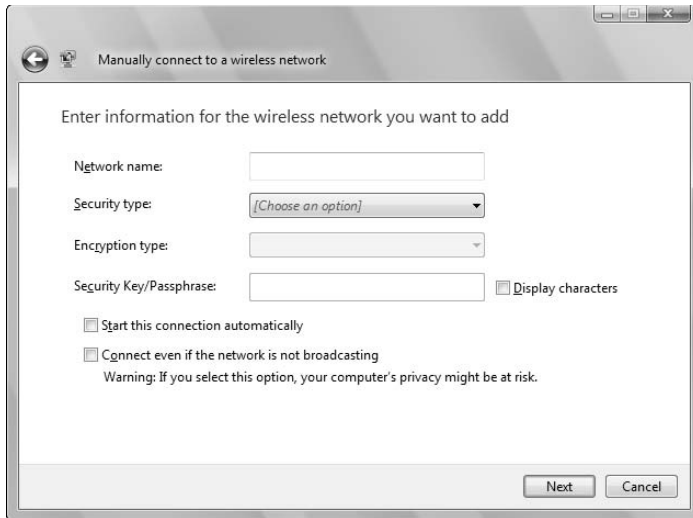 Manually connect to a wireless network
Enter information for the wireless network you want to add
Network name:
Security type:
[Choose an option]
Encryption type:
Security Key/Passphrase:
Display characters
Start this connection automatically
Connect even if the network is not broadcasting
Warning: If you select this option, your computer's privacy might be at risk.
Next
Cancel